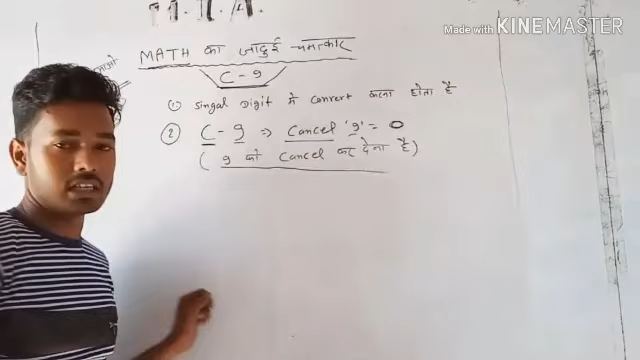 Made with KINEMASTER
MATH का जादुई चमत्कार
C - 9
① Singal Digit मे convert करना होता है
② C - 9 ⇒ Cancel '9' = 0
( 9 को Cancel कर देना है )